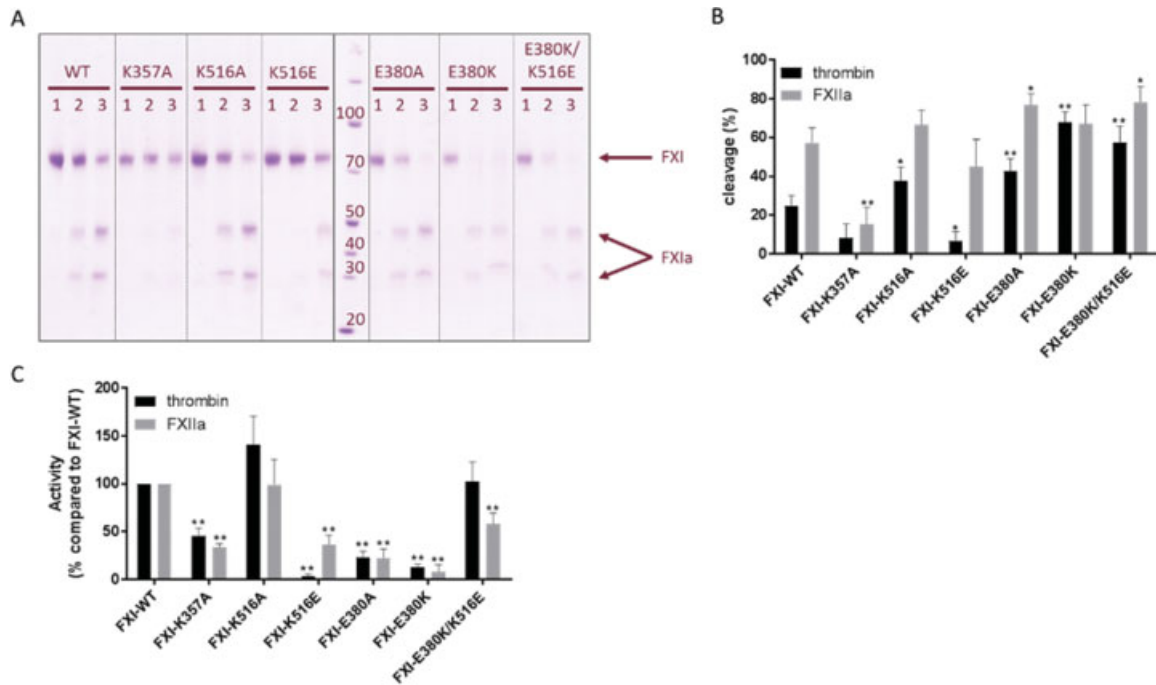 A
WT K357A K516A K516E E380A E380K E380K/
K516E
1 2 3 1 2 3 1 2 3 1 2 3 1 2 3 1 2 3 1 2 3
100
70
50
40
30
20
FXI
FXIa
B
thrombin
FXIIa
cleavage (%)
100
80
60
40
20
0
** * * ** * ** ** *
FXI-WT
FXI-K357A
FXI-K516A
FXI-K516E
FXI-E380A
FXI-E380K
FXI-E380K/K516E
C
thrombin
FXIIa
Activity
(% compared to FXI-WT)
200
150
100
50
0
** ** ** ** ** ** ** ** **
FXI-WT
FXI-K357A
FXI-K516A
FXI-K516E
FXI-E380A
FXI-E380K
FXI-E380K/K516E